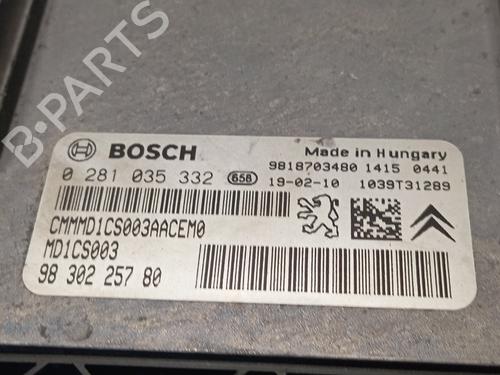 B-PARTS
BOSCH
Made in Hungary
0 281 035 332 656
9818703480 1415 0441
19-02-10 1039T31289
CMMMD1CS003AACEM0
MD1CS003
98 302 257 80